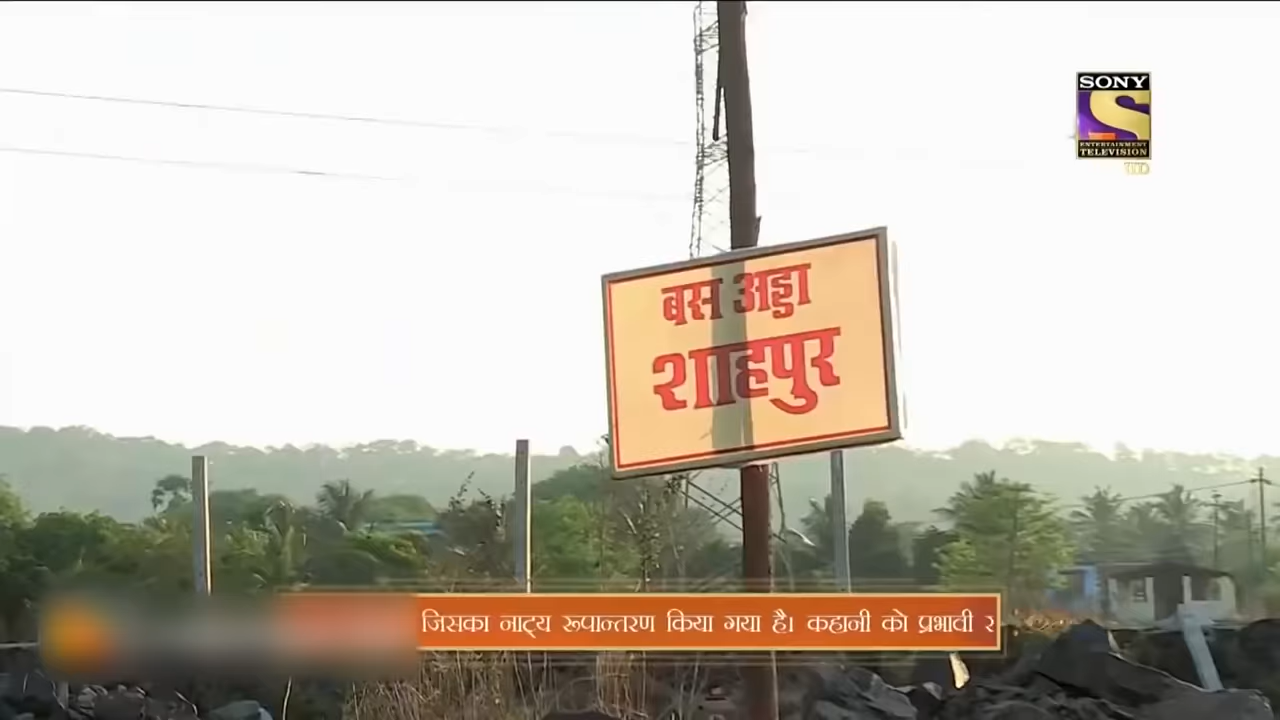 SONY
ENTERTAINMENT
TELEVISION
बस अड्डा
शाहपुर
जिसका नाट्य रूपान्तरण किया गया है। कहानी को प्रभावी